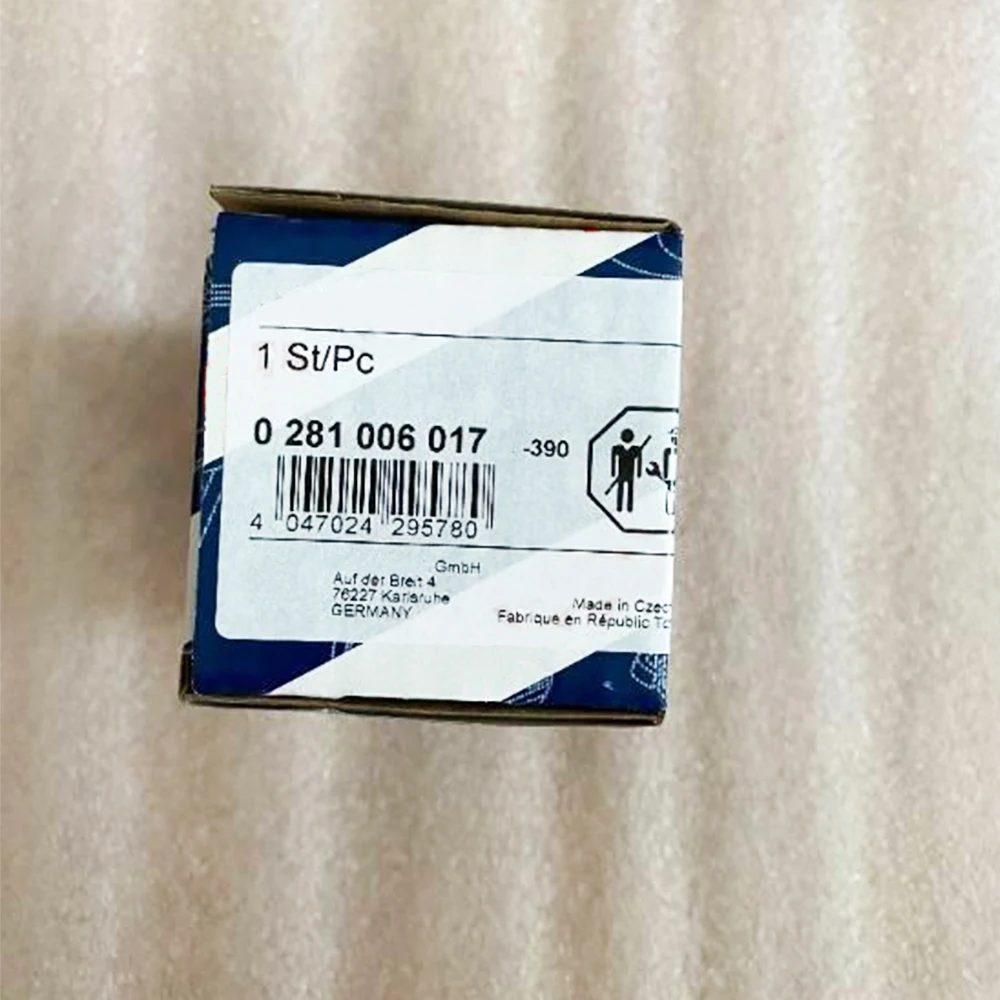 1 St/Pc
0 281 006 017
-390
4 047024 295780
GmbH
Auf der Breit 4
76227 Karlsruhe
GERMANY
Made in Czec
Fabrique en Républic Tc